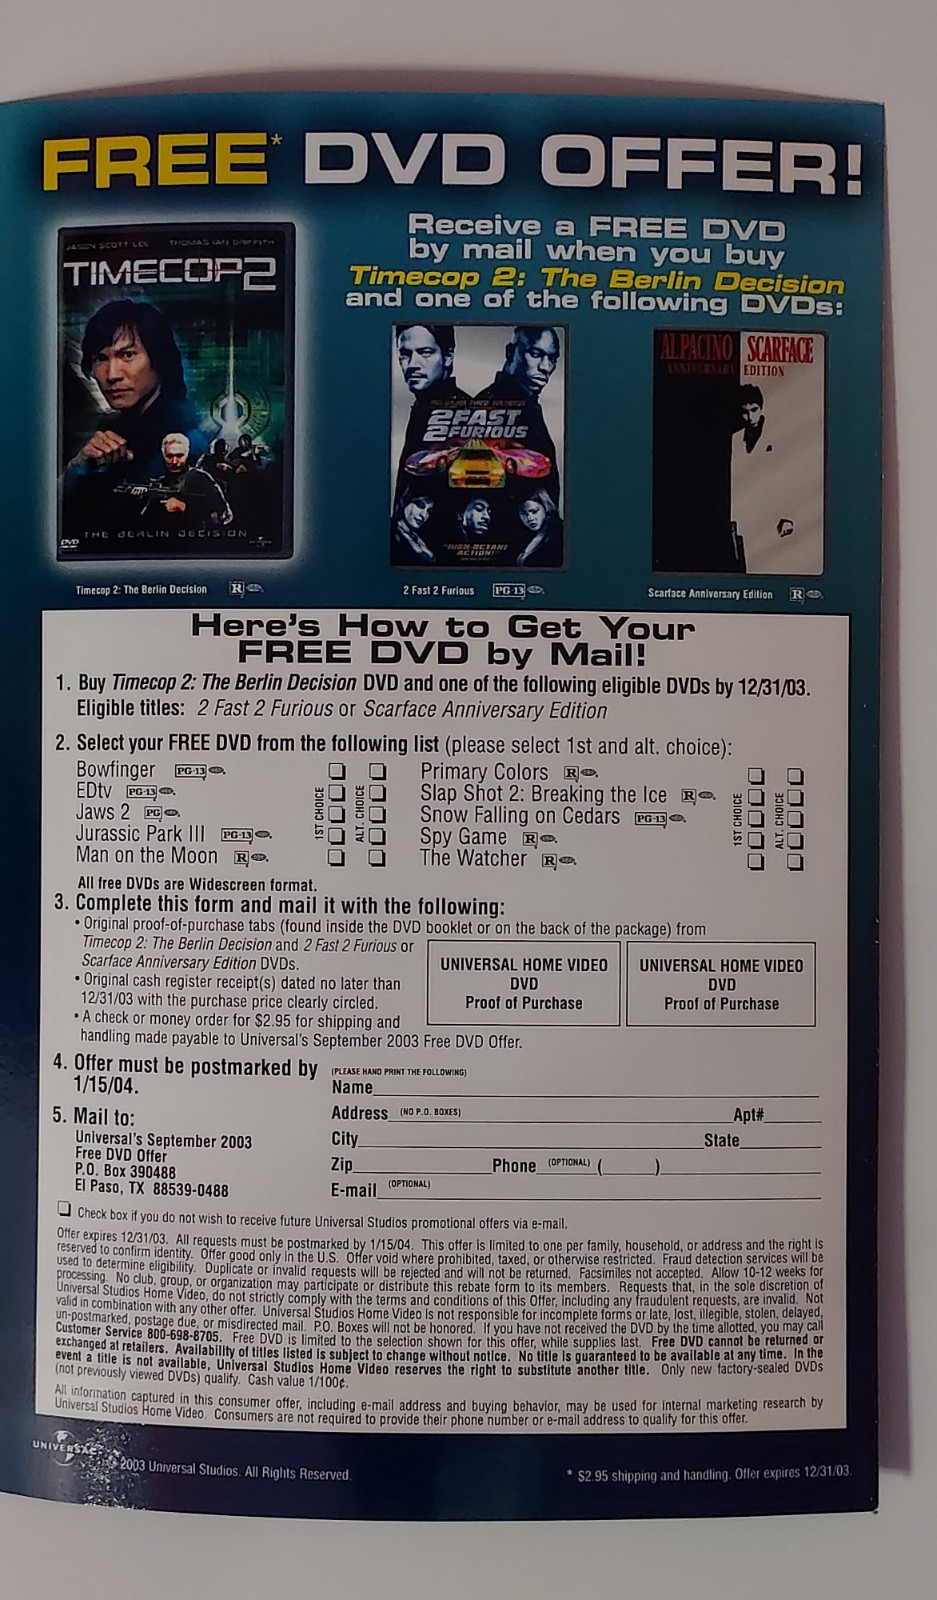 FREE* DVD OFFER!
Receive a FREE DVD
by mail when you buy
Timecop 2: The Berlin Decision
and one of the following DVDs:
JASON SCOTT LEE THOMAS IAN GRIFFITH
TIMECOP2
THE BERLIN DECISION
DVD
2 FAST
2 FURIOUS
"HIGH-OCTANE
ACTION!"
AL PACINO SCARFACE
ANNIVERSARY EDITION
Timecop 2: The Berlin Decision R
2 Fast 2 Furious PG-13
Scarface Anniversary Edition R
Here's How to Get Your
FREE DVD by Mail!
1. Buy Timecop 2: The Berlin Decision DVD and one of the following eligible DVDs by 12/31/03.
Eligible titles: 2 Fast 2 Furious or Scarface Anniversary Edition
2. Select your FREE DVD from the following list (please select 1st and alt. choice):
Bowfinger PG-13
EDtv PG-13
Jaws 2 PG
Jurassic Park III PG-13
Man on the Moon R
1ST CHOICE
ALT. CHOICE
Primary Colors R
Slap Shot 2: Breaking the Ice R
Snow Falling on Cedars PG-13
Spy Game R
The Watcher R
1ST CHOICE
ALT. CHOICE
All free DVDs are Widescreen format.
3. Complete this form and mail it with the following:
• Original proof-of-purchase tabs (found inside the DVD booklet or on the back of the package) from
Timecop 2: The Berlin Decision and 2 Fast 2 Furious or
Scarface Anniversary Edition DVDs.
• Original cash register receipt(s) dated no later than
12/31/03 with the purchase price clearly circled.
• A check or money order for $2.95 for shipping and
handling made payable to Universal's September 2003 Free DVD Offer.
UNIVERSAL HOME VIDEO
DVD
Proof of Purchase
UNIVERSAL HOME VIDEO
DVD
Proof of Purchase
4. Offer must be postmarked by
1/15/04.
5. Mail to:
Universal's September 2003
Free DVD Offer
P.O. Box 390488
El Paso, TX 88539-0488
(PLEASE HAND PRINT THE FOLLOWING)
Name
Address (NO P.O. BOXES) Apt#
City State
Zip Phone (OPTIONAL) ( )
E-mail (OPTIONAL)
Check box if you do not wish to receive future Universal Studios promotional offers via e-mail.
Offer expires 12/31/03. All requests must be postmarked by 1/15/04. This offer is limited to one per family, household, or address and the right is
reserved to confirm identity. Offer good only in the U.S. Offer void where prohibited, taxed, or otherwise restricted. Fraud detection services will be
used to determine eligibility. Duplicate or invalid requests will be rejected and will not be returned. Facsimiles not accepted. Allow 10-12 weeks for
processing. No club, group, or organization may participate or distribute this rebate form to its members. Requests that, in the sole discretion of
Universal Studios Home Video, do not strictly comply with the terms and conditions of this Offer, including any fraudulent requests, are invalid. Not
valid in combination with any other offer. Universal Studios Home Video is not responsible for incomplete forms or late, lost, illegible, stolen, delayed,
un-postmarked, postage due, or misdirected mail. P.O. Boxes will not be honored. If you have not received the DVD by the time allotted, you may call
Customer Service 800-698-8705. Free DVD is limited to the selection shown for this offer, while supplies last. Free DVD cannot be returned or
exchanged at retailers. Availability of titles listed is subject to change without notice. No title is guaranteed to be available at any time. In the
event a title is not available, Universal Studios Home Video reserves the right to substitute another title. Only new factory-sealed DVDs
(not previously viewed DVDs) qualify. Cash value 1/100¢.
All information captured in this consumer offer, including e-mail address and buying behavior, may be used for internal marketing research by
Universal Studios Home Video. Consumers are not required to provide their phone number or e-mail address to qualify for this offer.
UNIVERSAL
© 2003 Universal Studios. All Rights Reserved.
* $2.95 shipping and handling. Offer expires 12/31/03.